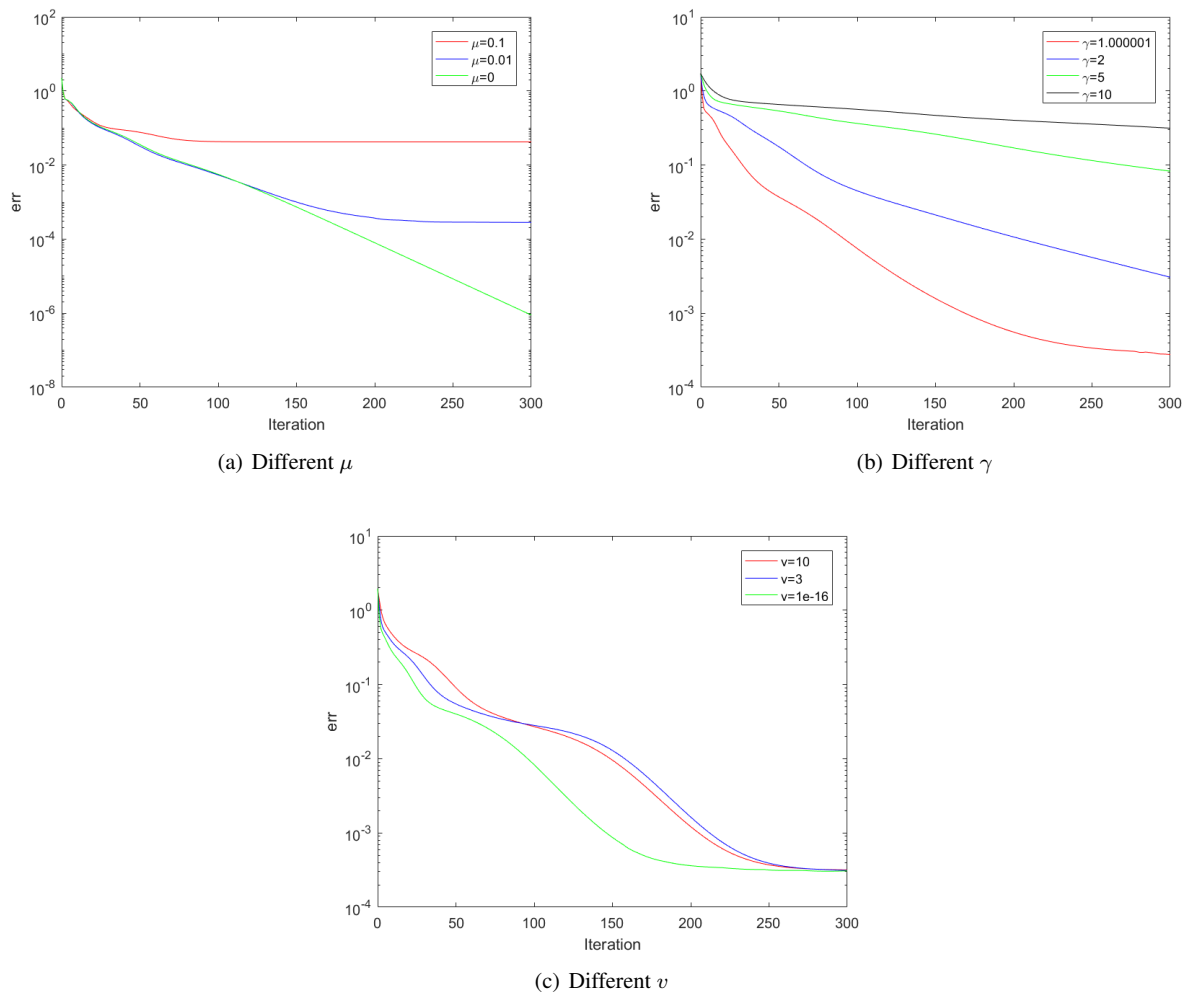 10^2
10^0
10^-2
10^-4
10^-6
10^-8
err
0 50 100 150 200 250 300
Iteration
μ=0.1
μ=0.01
μ=0
(a) Different μ
10^1
10^0
10^-1
10^-2
10^-3
10^-4
err
0 50 100 150 200 250 300
Iteration
γ=1.000001
γ=2
γ=5
γ=10
(b) Different γ
10^1
10^0
10^-1
10^-2
10^-3
10^-4
err
0 50 100 150 200 250 300
Iteration
v=10
v=3
v=1e-16
(c) Different v